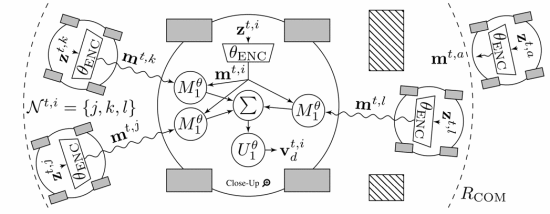 z^{t,k}
θ_ENC
m^{t,k}
N^{t,i} = {j, k, l}
m^{t,j}
z^{t,j}
θ_ENC
z^{t,i}
θ_ENC
m^{t,i}
M_1^θ
M_1^θ
Σ
M_1^θ
U_1^θ
v_d^{t,i}
Close-Up
m^{t,l}
θ_ENC
z^{t,l}
m^{t,a}
θ_ENC
z^{t,a}
R_COM